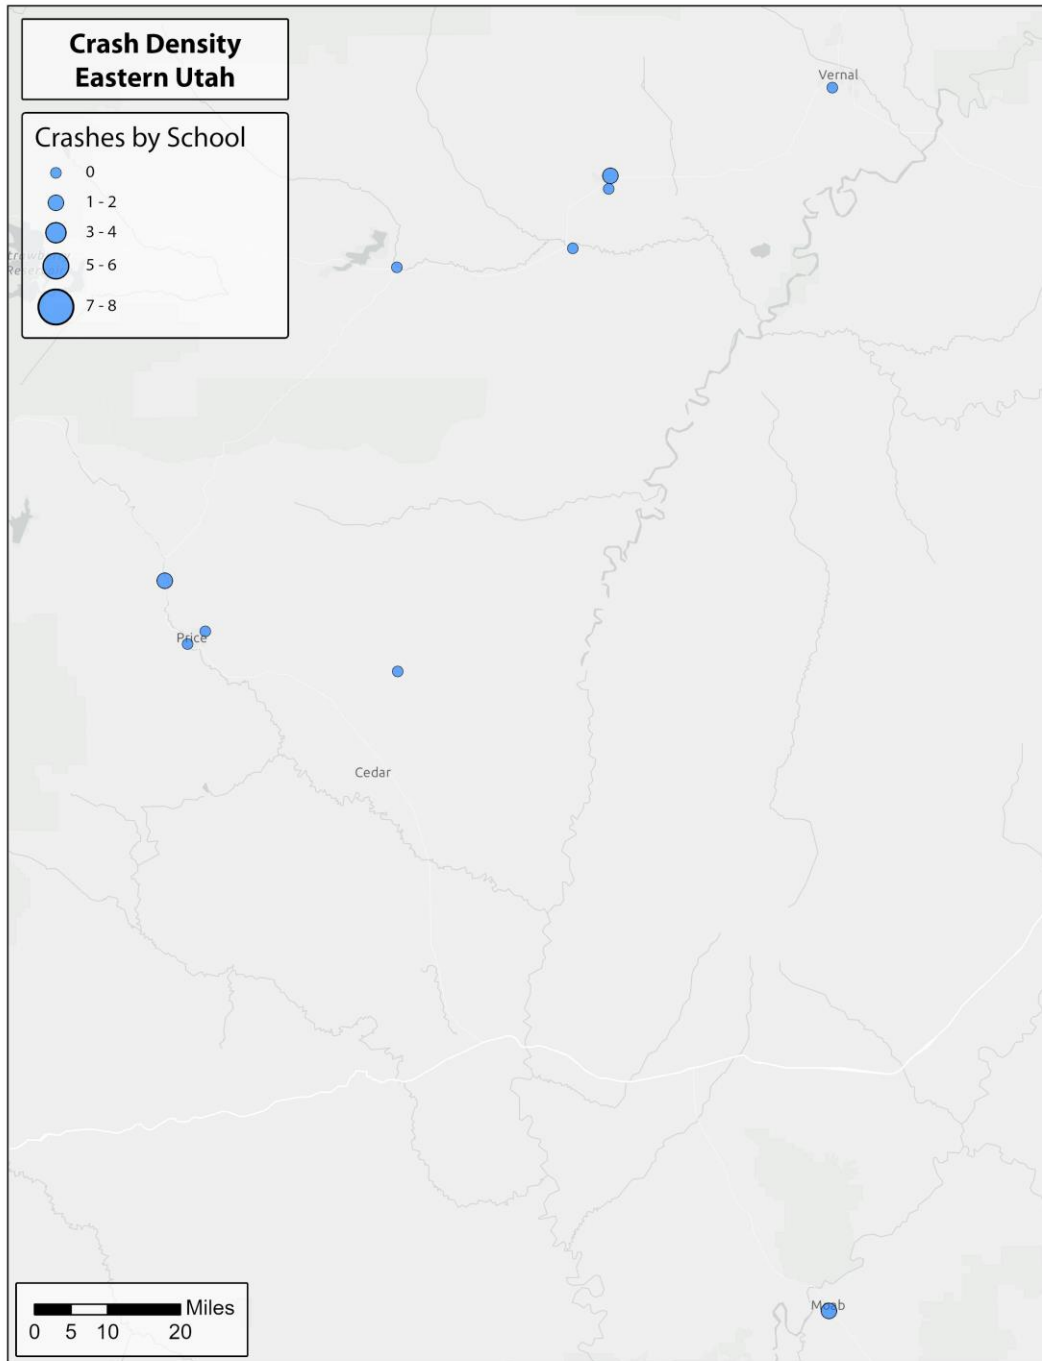 Crash Density
Eastern Utah
Crashes by School
0
1 - 2
3 - 4
5 - 6
7 - 8
Vernal
Price
Cedar
Moab
Miles
0 5 10 20